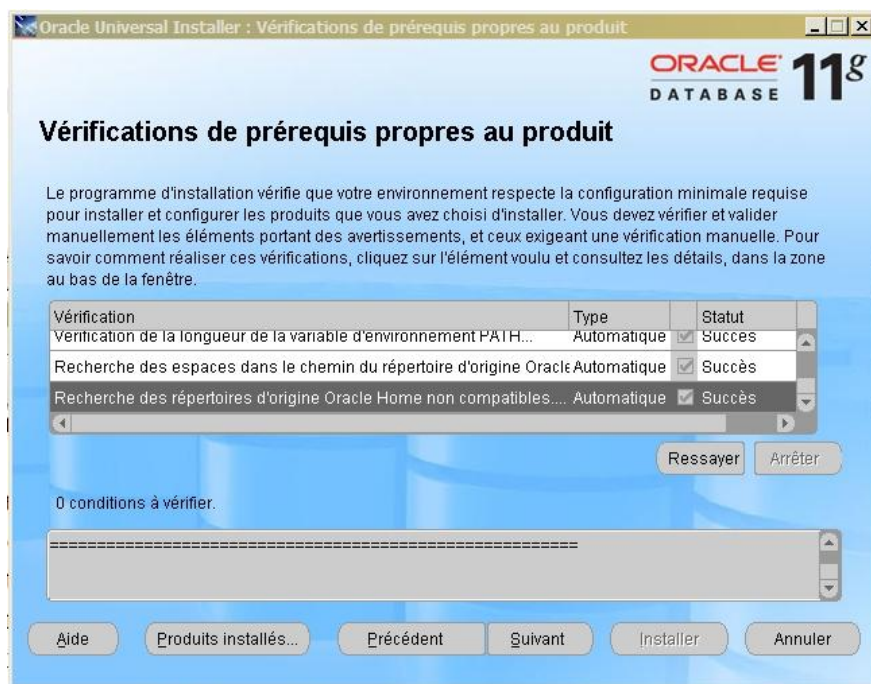 Oracle Universal Installer : Vérifications de prérequis propres au produit
ORACLE 11g
DATABASE
Vérifications de prérequis propres au produit
Le programme d'installation vérifie que votre environnement respecte la configuration minimale requise
pour installer et configurer les produits que vous avez choisi d'installer. Vous devez vérifier et valider
manuellement les éléments portant des avertissements, et ceux exigeant une vérification manuelle. Pour
savoir comment réaliser ces vérifications, cliquez sur l'élément voulu et consultez les détails, dans la zone
au bas de la fenêtre.
Vérification Type Statut
Vérification de la longueur de la variable d'environnement PATH... Automatique Succès
Recherche des espaces dans le chemin du répertoire d'origine Oracle Automatique Succès
Recherche des répertoires d'origine Oracle Home non compatibles.... Automatique Succès
Ressayer Arrêter
0 conditions à vérifier.
========================================================
Aide Produits installés... Précédent Suivant Installer Annuler